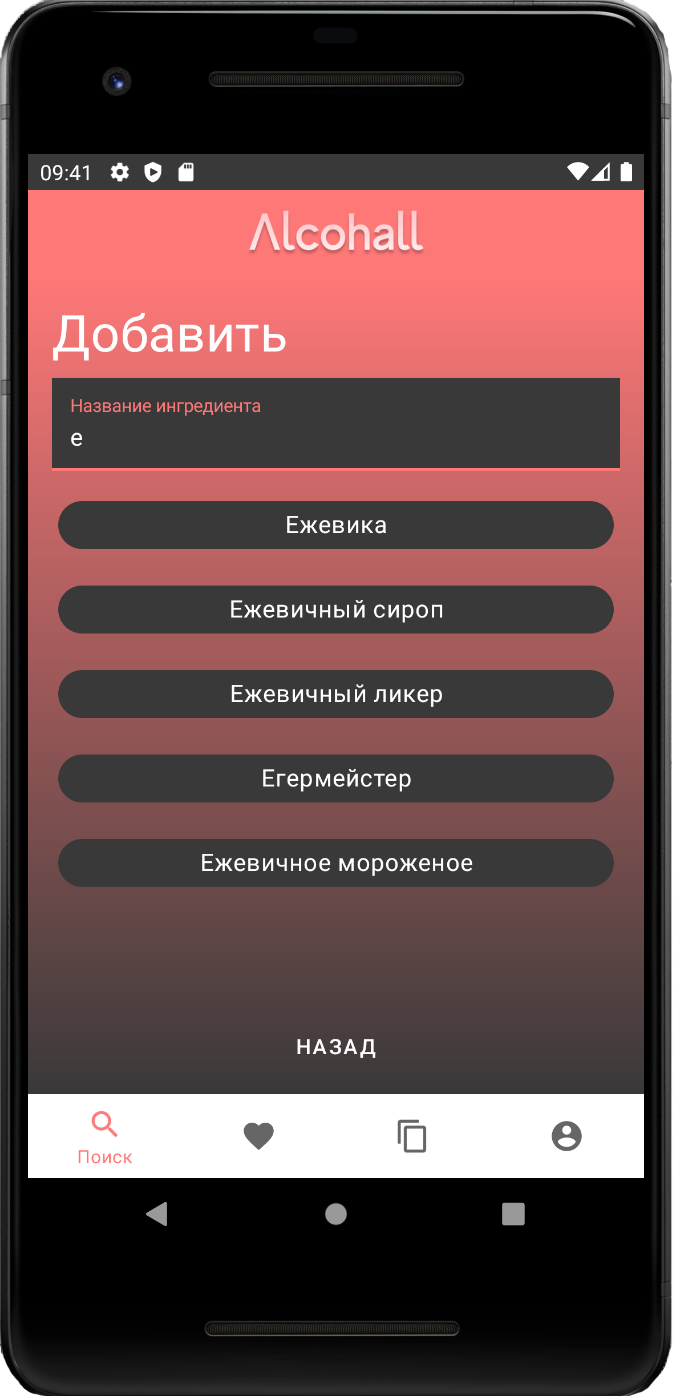 09:41
Alcohall
Добавить
Название ингредиента
е
Ежевика
Ежевичный сироп
Ежевичный ликер
Егермейстер
Ежевичное мороженое
НАЗАД
Поиск